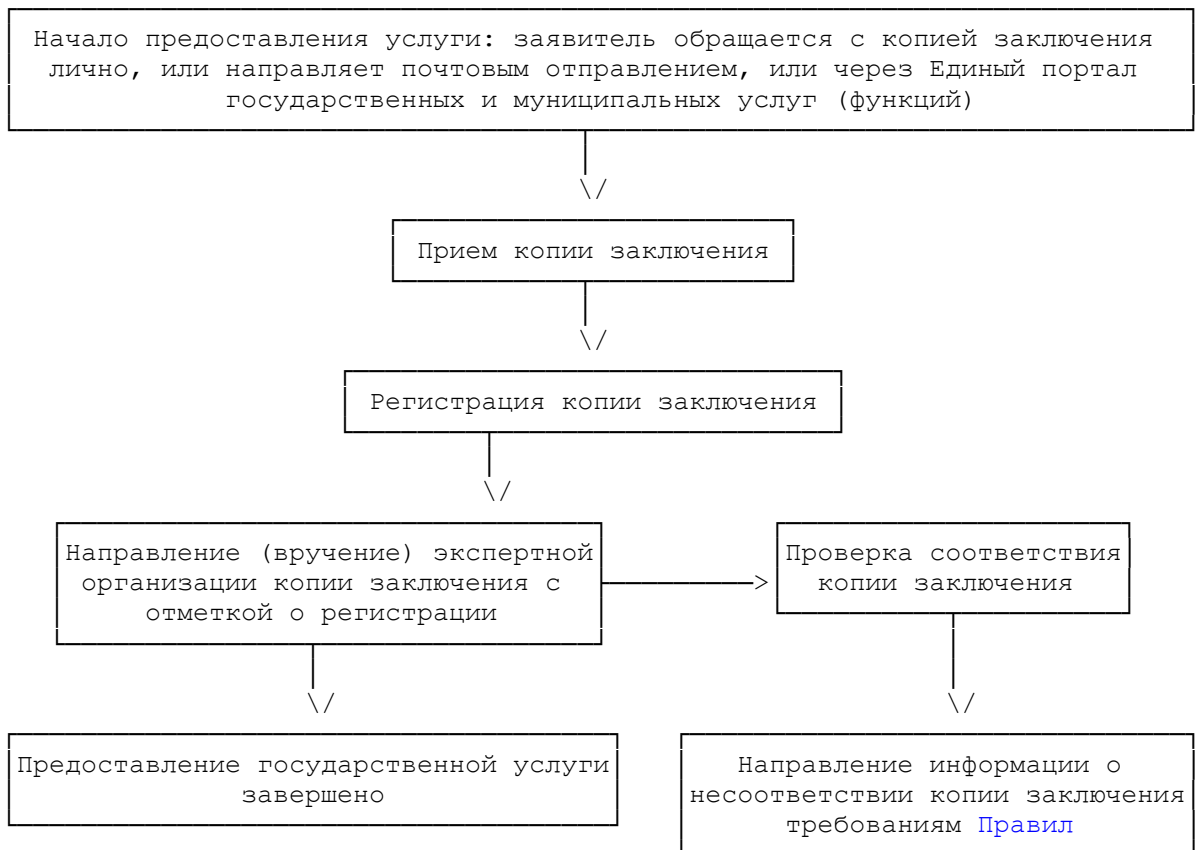 Начало предоставления услуги: заявитель обращается с копией заключения
лично, или направляет почтовым отправлением, или через Единый портал
государственных и муниципальных услуг (функций)
Прием копии заключения
Регистрация копии заключения
Направление (вручение) экспертной
организации копии заключения с
отметкой о регистрации
Проверка соответствия
копии заключения
Предоставление государственной услуги
завершено
Направление информации о
несоответствии копии заключения
требованиям Правил